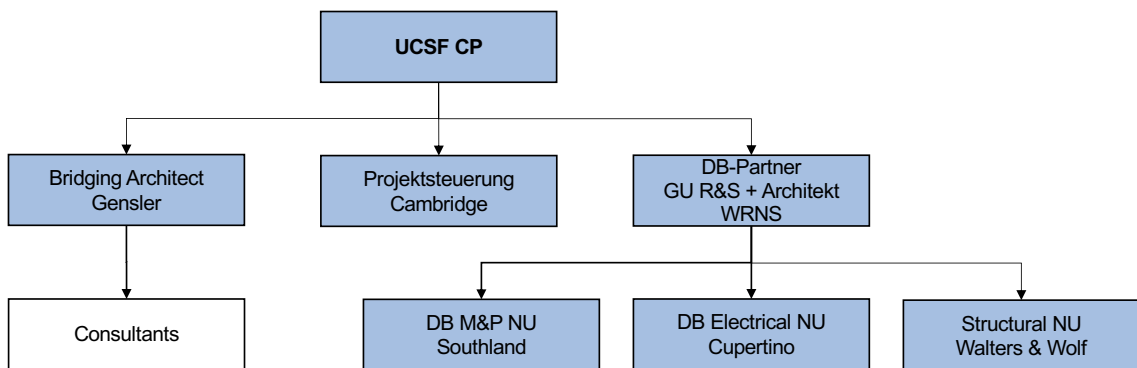 UCSF CP
Bridging Architect
Gensler
Projektsteuerung
Cambridge
DB-Partner
GU R&S + Architekt
WRNS
Consultants
DB M&P NU
Southland
DB Electrical NU
Cupertino
Structural NU
Walters & Wolf